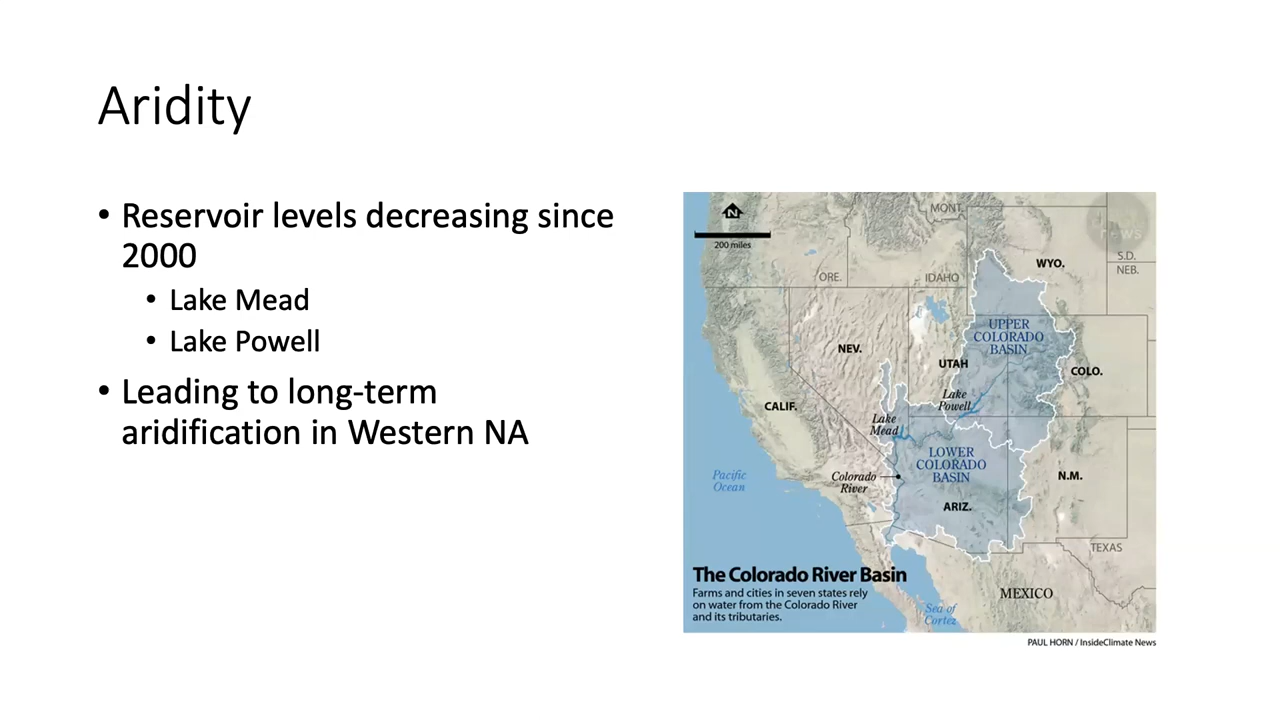 Aridity
• Reservoir levels decreasing since
2000
• Lake Mead
• Lake Powell
• Leading to long-term
aridification in Western NA
N
200 miles
MONT.
news
ORE.
IDAHO
WYO.
S.D.
NEB.
UPPER
COLORADO
BASIN
NEV.
UTAH
COLO.
Lake
Powell
CALIF.
Lake
Mead
LOWER
COLORADO
BASIN
Pacific
Ocean
Colorado
River
N.M.
ARIZ.
TEXAS
The Colorado River Basin
Farms and cities in seven states rely
on water from the Colorado River
and its tributaries.
MEXICO
Sea of
Cortez
PAUL HORN / InsideClimate News